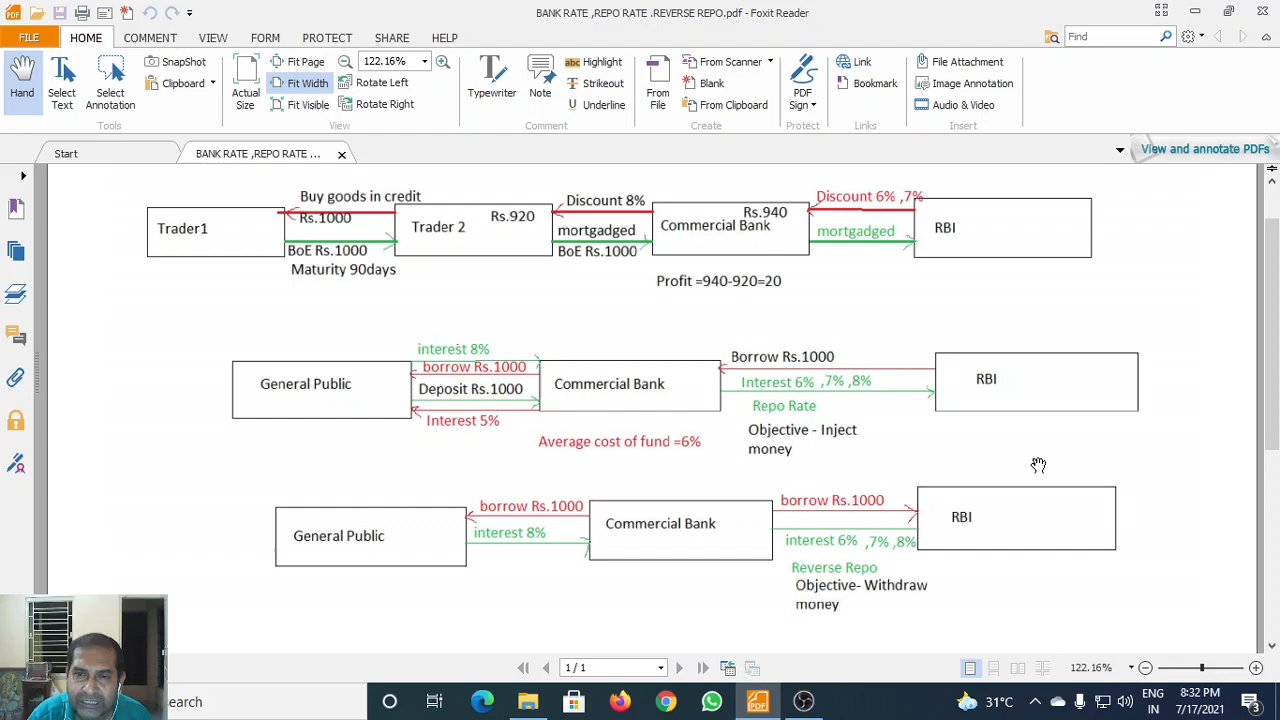 BANK RATE ,REPO RATE .REVERSE REPO.pdf - Foxit Reader
FILE HOME COMMENT VIEW FORM PROTECT SHARE HELP
Find
Hand
Select Text
Select Annotation
SnapShot
Clipboard
Tools
Actual Size
Fit Page
Fit Width
Fit Visible
122.16%
Rotate Left
Rotate Right
View
Typewriter
Note
Highlight
Strikeout
Underline
Comment
From File
From Scanner
Blank
From Clipboard
Create
PDF Sign
Protect
Link
Bookmark
Links
File Attachment
Image Annotation
Audio & Video
Insert
Start
BANK RATE ,REPO RATE ...
View and annotate PDFs
Trader1
Buy goods in credit
Rs.1000
BoE Rs.1000
Maturity 90days
Trader 2
Rs.920
Discount 8%
mortgadged
BoE Rs.1000
Rs.940
Commercial Bank
Discount 6% ,7%
mortgadged
RBI
Profit =940-920=20
General Public
interest 8%
borrow Rs.1000
Deposit Rs.1000
Interest 5%
Commercial Bank
Average cost of fund =6%
Borrow Rs.1000
Interest 6% ,7% ,8%
Repo Rate
Objective - Inject
money
RBI
General Public
borrow Rs.1000
interest 8%
Commercial Bank
borrow Rs.1000
interest 6% ,7% ,8%
Reverse Repo
Objective- Withdraw
money
RBI
1 / 1
122.16%
search
31°C
ENG
IN
8:32 PM
7/17/2021
3